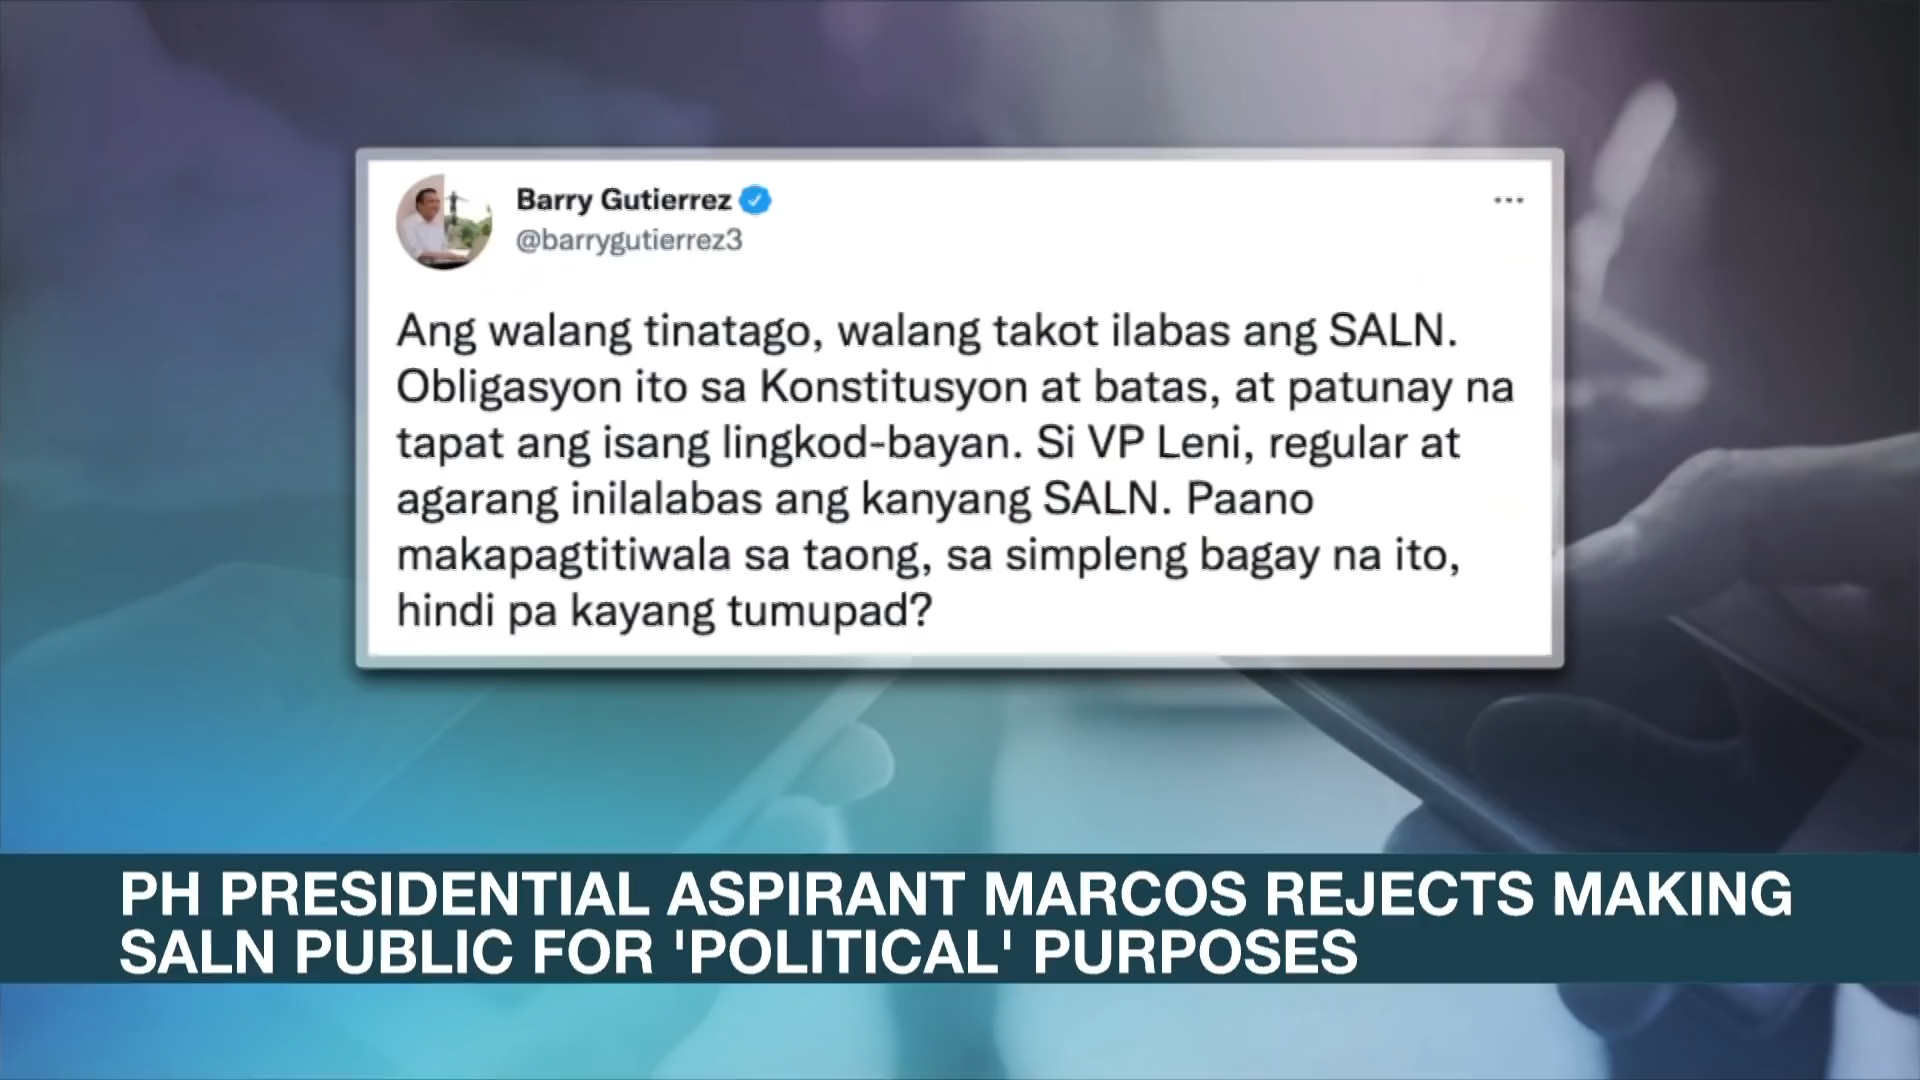 Barry Gutierrez
@barrygutierrez3
Ang walang tinatago, walang takot ilabas ang SALN.
Obligasyon ito sa Konstitusyon at batas, at patunay na
tapat ang isang lingkod-bayan. Si VP Leni, regular at
agarang inilalabas ang kanyang SALN. Paano
makapagtitiwala sa taong, sa simpleng bagay na ito,
hindi pa kayang tumupad?
PH PRESIDENTIAL ASPIRANT MARCOS REJECTS MAKING
SALN PUBLIC FOR 'POLITICAL' PURPOSES